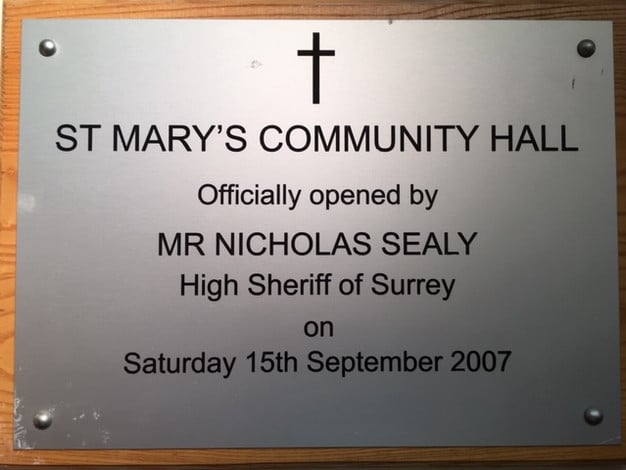 ST MARY'S COMMUNITY HALL
Officially opened by
MR NICHOLAS SEALY
High Sheriff of Surrey
on
Saturday 15th September 2007